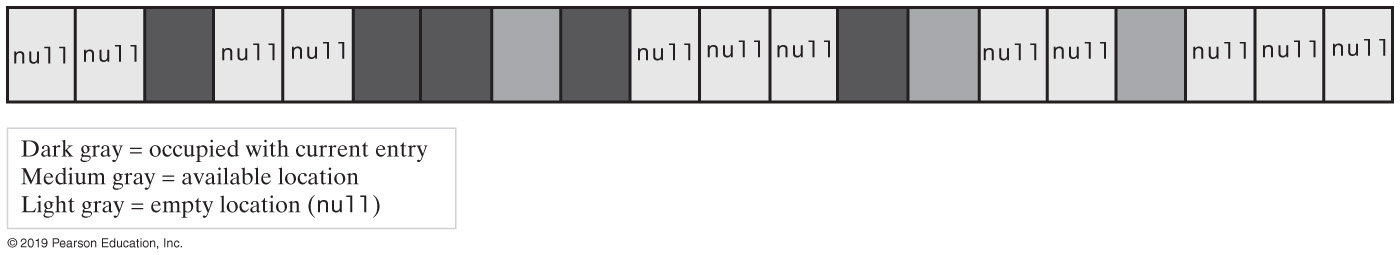 null null null null null null null null null null null null
Dark gray = occupied with current entry
Medium gray = available location
Light gray = empty location (null)
© 2019 Pearson Education, Inc.